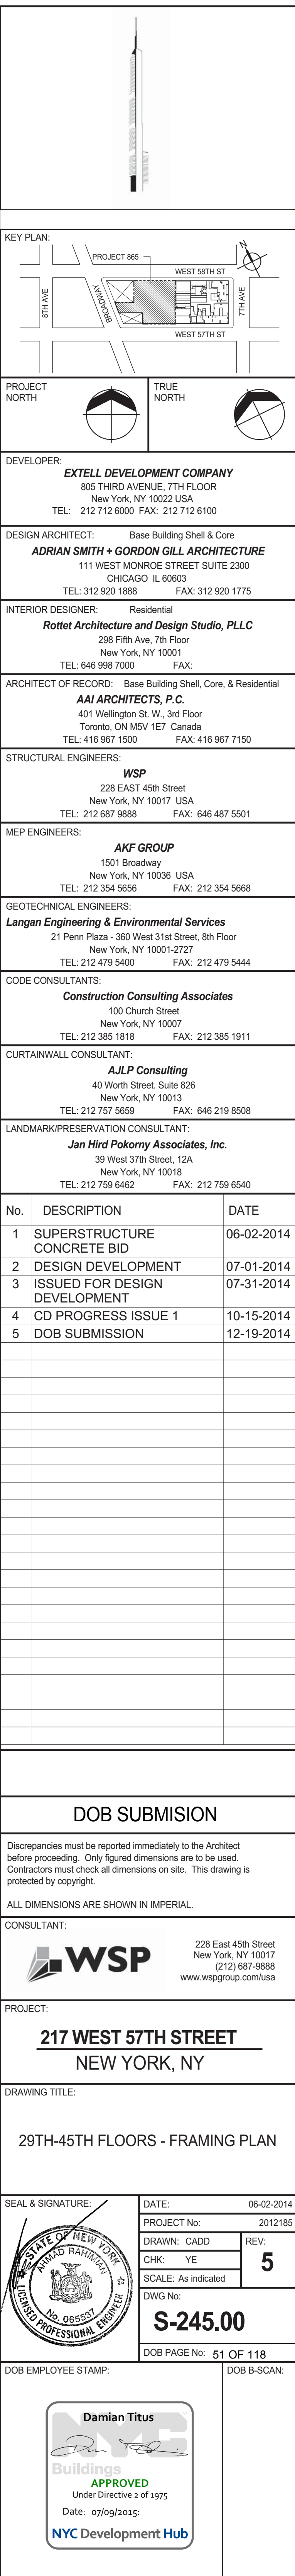 KEY PLAN:
PROJECT 865
WEST 58TH ST
N
8TH AVE
BROADWAY
7TH AVE
WEST 57TH ST
PROJECT
NORTH
TRUE
NORTH
DEVELOPER:
EXTELL DEVELOPMENT COMPANY
805 THIRD AVENUE, 7TH FLOOR
New York, NY 10022 USA
TEL: 212 712 6000 FAX: 212 712 6100
DESIGN ARCHITECT: Base Building Shell & Core
ADRIAN SMITH + GORDON GILL ARCHITECTURE
111 WEST MONROE STREET SUITE 2300
CHICAGO IL 60603
TEL: 312 920 1888 FAX: 312 920 1775
INTERIOR DESIGNER: Residential
Rottet Architecture and Design Studio, PLLC
298 Fifth Ave, 7th Floor
New York, NY 10001
TEL: 646 998 7000 FAX:
ARCHITECT OF RECORD: Base Building Shell, Core, & Residential
AAI ARCHITECTS, P.C.
401 Wellington St. W., 3rd Floor
Toronto, ON M5V 1E7 Canada
TEL: 416 967 1500 FAX: 416 967 7150
STRUCTURAL ENGINEERS:
WSP
228 EAST 45th Street
New York, NY 10017 USA
TEL: 212 687 9888 FAX: 646 487 5501
MEP ENGINEERS:
AKF GROUP
1501 Broadway
New York, NY 10036 USA
TEL: 212 354 5656 FAX: 212 354 5668
GEOTECHNICAL ENGINEERS:
Langan Engineering & Environmental Services
21 Penn Plaza - 360 West 31st Street, 8th Floor
New York, NY 10001-2727
TEL: 212 479 5400 FAX: 212 479 5444
CODE CONSULTANTS:
Construction Consulting Associates
100 Church Street
New York, NY 10007
TEL: 212 385 1818 FAX: 212 385 1911
CURTAINWALL CONSULTANT:
AJLP Consulting
40 Worth Street. Suite 826
New York, NY 10013
TEL: 212 757 5659 FAX: 646 219 8508
LANDMARK/PRESERVATION CONSULTANT:
Jan Hird Pokorny Associates, Inc.
39 West 37th Street, 12A
New York, NY 10018
TEL: 212 759 6462 FAX: 212 759 6540
No. DESCRIPTION DATE
1 SUPERSTRUCTURE 06-02-2014
CONCRETE BID
2 DESIGN DEVELOPMENT 07-01-2014
3 ISSUED FOR DESIGN 07-31-2014
DEVELOPMENT
4 CD PROGRESS ISSUE 1 10-15-2014
5 DOB SUBMISSION 12-19-2014
DOB SUBMISION
Discrepancies must be reported immediately to the Architect
before proceeding. Only figured dimensions are to be used.
Contractors must check all dimensions on site. This drawing is
protected by copyright.
ALL DIMENSIONS ARE SHOWN IN IMPERIAL.
CONSULTANT:
WSP
228 East 45th Street
New York, NY 10017
(212) 687-9888
www.wspgroup.com/usa
PROJECT:
217 WEST 57TH STREET
NEW YORK, NY
DRAWING TITLE:
29TH-45TH FLOORS - FRAMING PLAN
SEAL & SIGNATURE:
STATE OF NEW YORK
AHMAD RAHIMIAN
No. 065537
LICENSED PROFESSIONAL ENGINEER
DATE: 06-02-2014
PROJECT No: 2012185
DRAWN: CADD
REV:
5
CHK: YE
SCALE: As indicated
DWG No:
S-245.00
DOB PAGE No: 51 OF 118
DOB EMPLOYEE STAMP:
DOB B-SCAN:
Damian Titus
NYC
Buildings
APPROVED
Under Directive 2 of 1975
Date: 07/09/2015:
NYC Development Hub